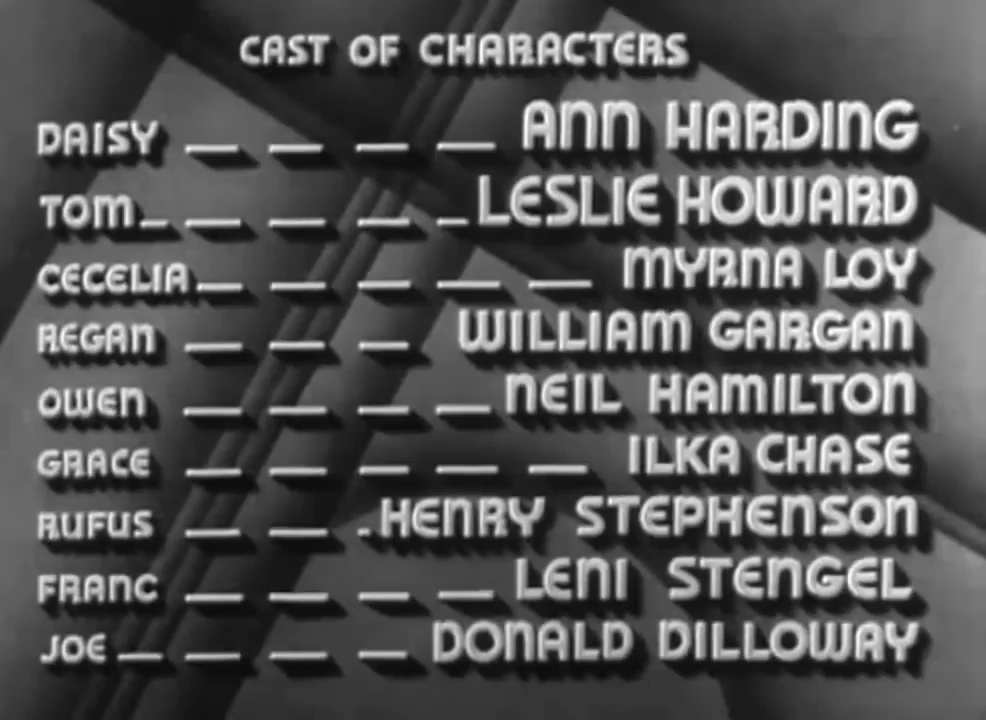 CAST OF CHARACTERS
DAISY _ _ _ _ ANN HARDING
TOM _ _ _ _ _ LESLIE HOWARD
CECELIA _ _ _ _ _ _ MYRNA LOY
REGAN _ _ _ WILLIAM GARGAN
OWEN _ _ _ _ NEIL HAMILTON
GRACE _ _ _ _ _ ILKA CHASE
RUFUS _ _ . HENRY STEPHENSON
FRANC _ _ _ _ LENI STENGEL
JOE _ _ _ _ DONALD DILLOWAY